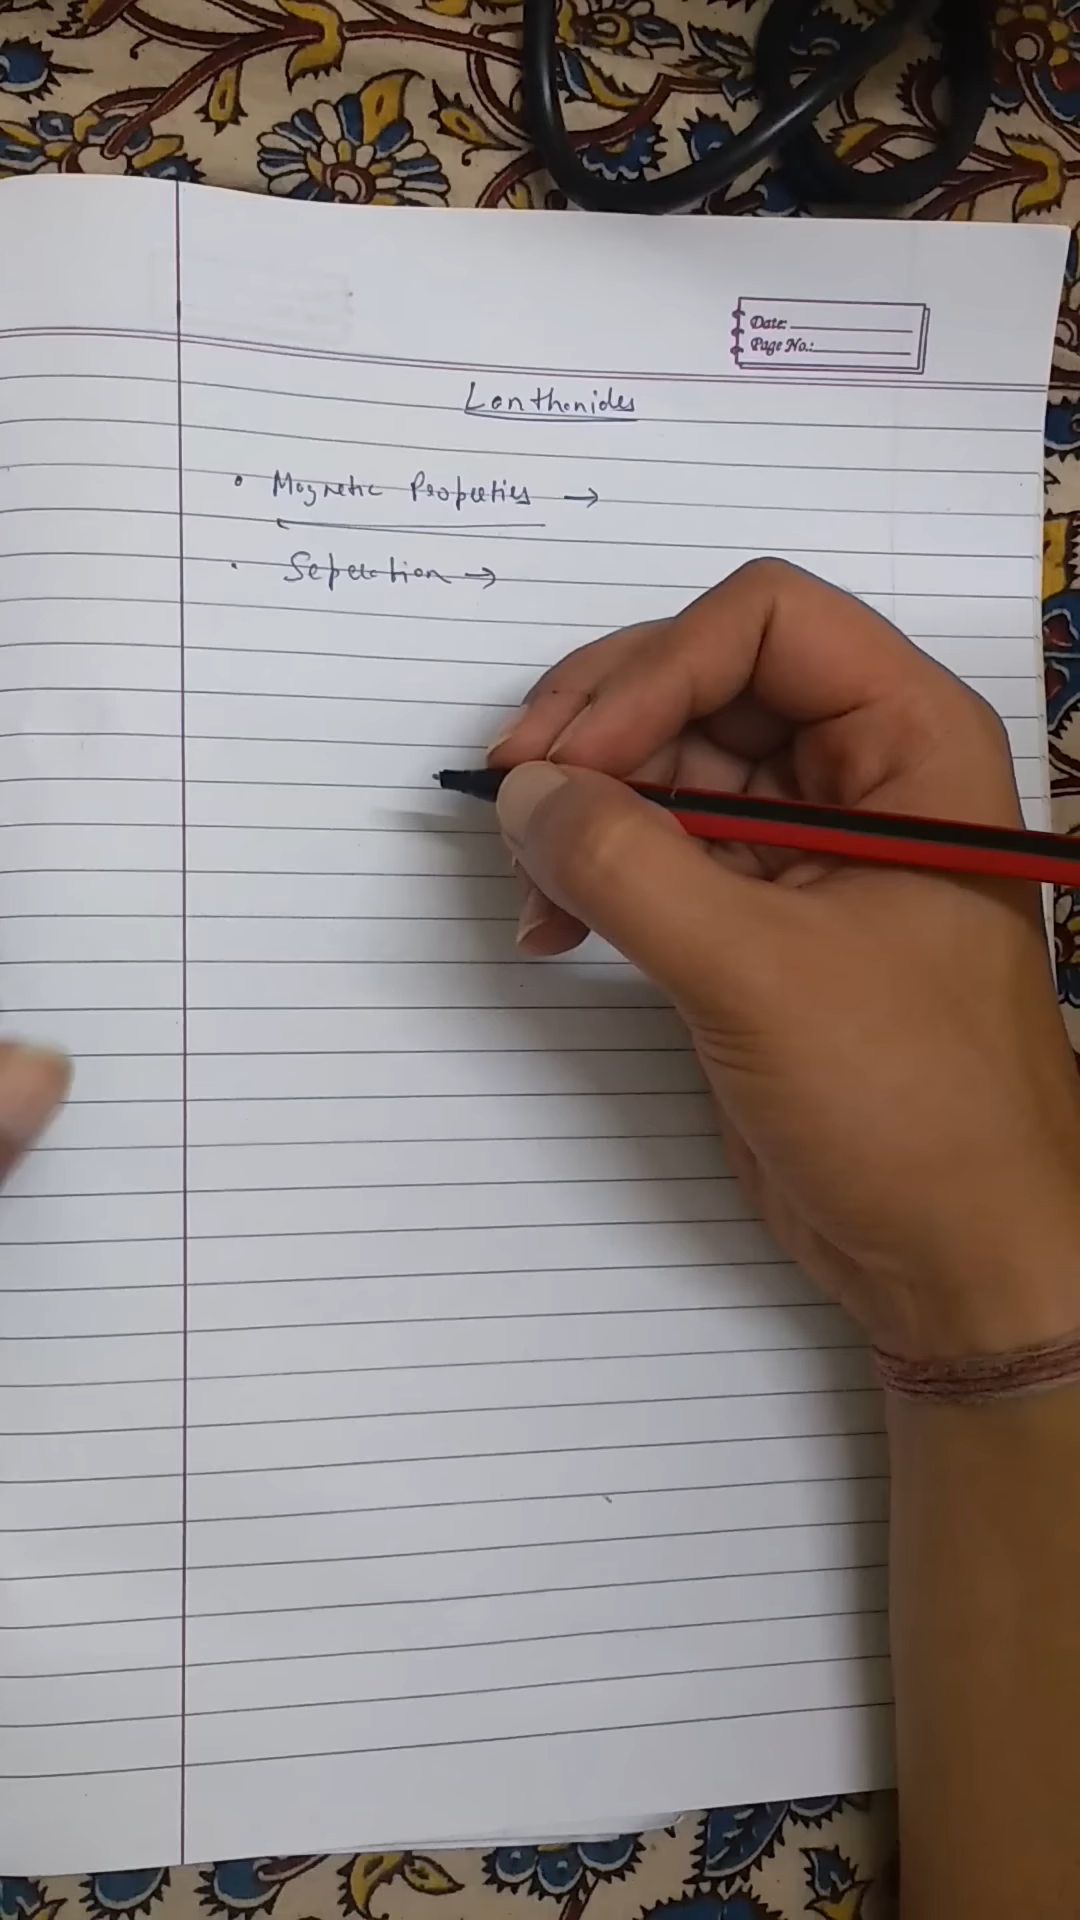 Date:
Page No.:
Lanthanides
• Magnetic Properties →
• Seperation →